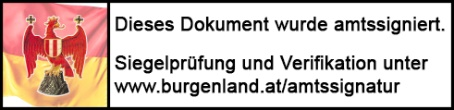 Dieses Dokument wurde amtssigniert.
Siegelprüfung und Verifikation unter
www.burgenland.at/amtssignatur